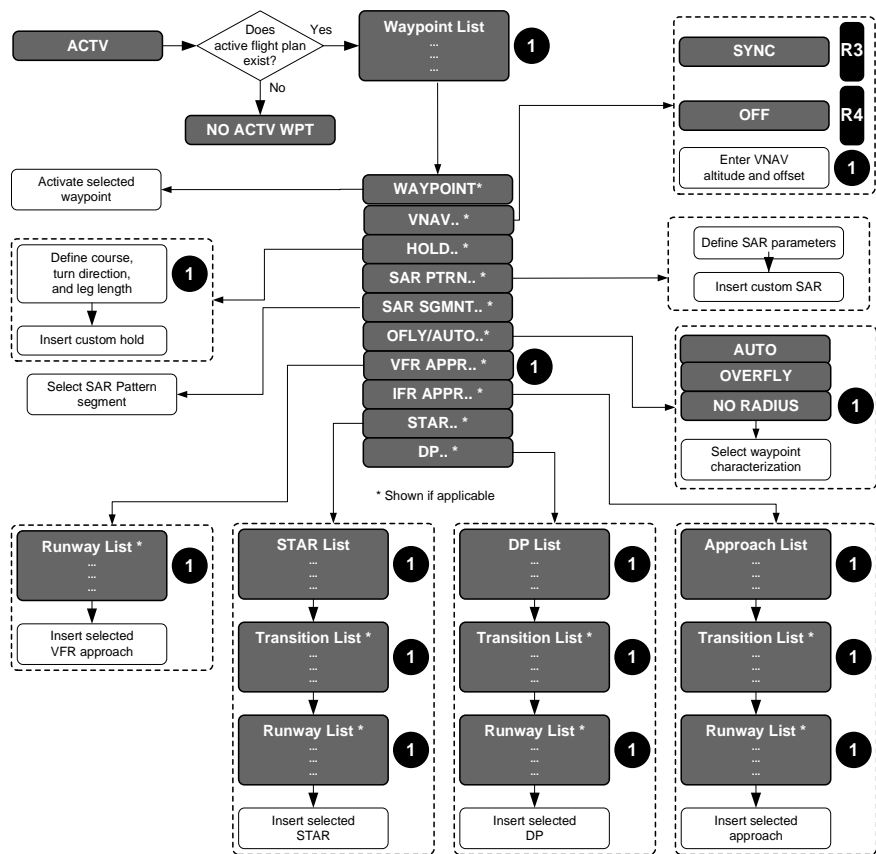 ACTV
Does
active flight plan
exist?
Yes
No
NO ACTV WPT
Waypoint List
...
...
...
1
SYNC
R3
OFF
R4
Enter VNAV
altitude and offset
1
Activate selected
waypoint
WAYPOINT*
VNAV.. *
HOLD.. *
SAR PTRN.. *
SAR SGMNT.. *
OFLY/AUTO..*
VFR APPR.. *
IFR APPR.. *
STAR.. *
DP.. *
1
* Shown if applicable
Define course,
turn direction,
and leg length
1
Insert custom hold
Select SAR Pattern
segment
Define SAR parameters
Insert custom SAR
AUTO
OVERFLY
NO RADIUS
1
Select waypoint
characterization
Runway List *
...
...
...
1
Insert selected
VFR approach
STAR List
...
...
...
1
Transition List *
...
...
...
1
Runway List *
...
...
...
1
Insert selected
STAR
DP List
...
...
...
1
Transition List *
...
...
...
1
Runway List *
...
...
...
1
Insert selected
DP
Approach List
...
...
...
1
Transition List *
...
...
...
1
Runway List *
...
...
...
1
Insert selected
approach